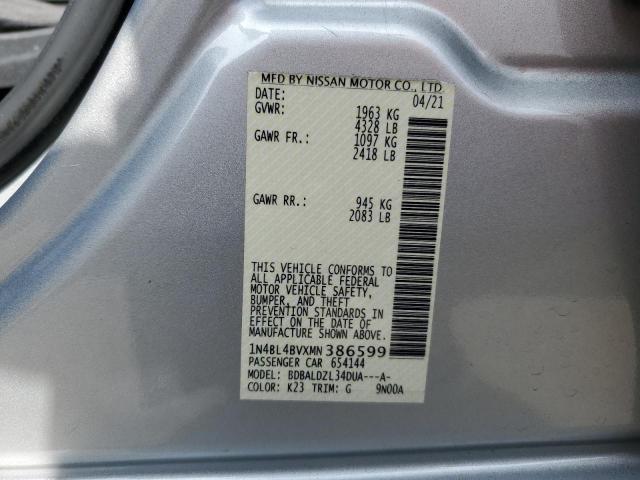 MFD BY NISSAN MOTOR CO., LTD.
DATE: 04/21
GVWR: 1963 KG
4328 LB
GAWR FR.: 1097 KG
2418 LB
GAWR RR.: 945 KG
2083 LB
THIS VEHICLE CONFORMS TO
ALL APPLICABLE FEDERAL
MOTOR VEHICLE SAFETY,
BUMPER, AND THEFT
PREVENTION STANDARDS IN
EFFECT ON THE DATE OF
MANUFACTURE SHOWN ABOVE.
1N4BL4BVXMN386599
PASSENGER CAR 654144
MODEL: BDBALDZL34DUA---A-
COLOR: K23 TRIM: G 9N00A